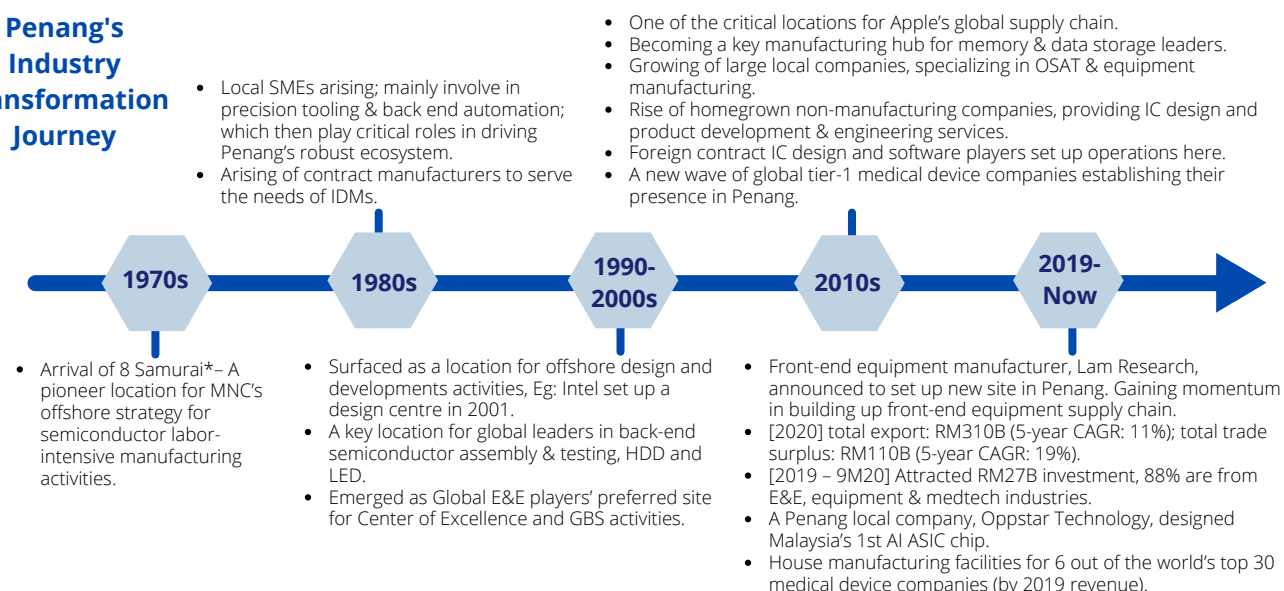 Penang's
Industry
ansformation
Journey
• Local SMEs arising; mainly involve in
precision tooling & back end automation;
which then play critical roles in driving
Penang’s robust ecosystem.
• Arising of contract manufacturers to serve
the needs of IDMs.
• One of the critical locations for Apple’s global supply chain.
• Becoming a key manufacturing hub for memory & data storage leaders.
• Growing of large local companies, specializing in OSAT & equipment
manufacturing.
• Rise of homegrown non-manufacturing companies, providing IC design and
product development & engineering services.
• Foreign contract IC design and software players set up operations here.
• A new wave of global tier-1 medical device companies establishing their
presence in Penang.
1970s
1980s
1990-
2000s
2010s
2019-
Now
• Arrival of 8 Samurai*– A
pioneer location for MNC’s
offshore strategy for
semiconductor labor-
intensive manufacturing
activities.
• Surfaced as a location for offshore design and
developments activities, Eg: Intel set up a
design centre in 2001.
• A key location for global leaders in back-end
semiconductor assembly & testing, HDD and
LED.
• Emerged as Global E&E players’ preferred site
for Center of Excellence and GBS activities.
• Front-end equipment manufacturer, Lam Research,
announced to set up new site in Penang. Gaining momentum
in building up front-end equipment supply chain.
• [2020] total export: RM310B (5-year CAGR: 11%); total trade
surplus: RM110B (5-year CAGR: 19%).
• [2019 – 9M20] Attracted RM27B investment, 88% are from
E&E, equipment & medtech industries.
• A Penang local company, Oppstar Technology, designed
Malaysia’s 1st AI ASIC chip.
• House manufacturing facilities for 6 out of the world’s top 30
medical device companies (by 2019 revenue).